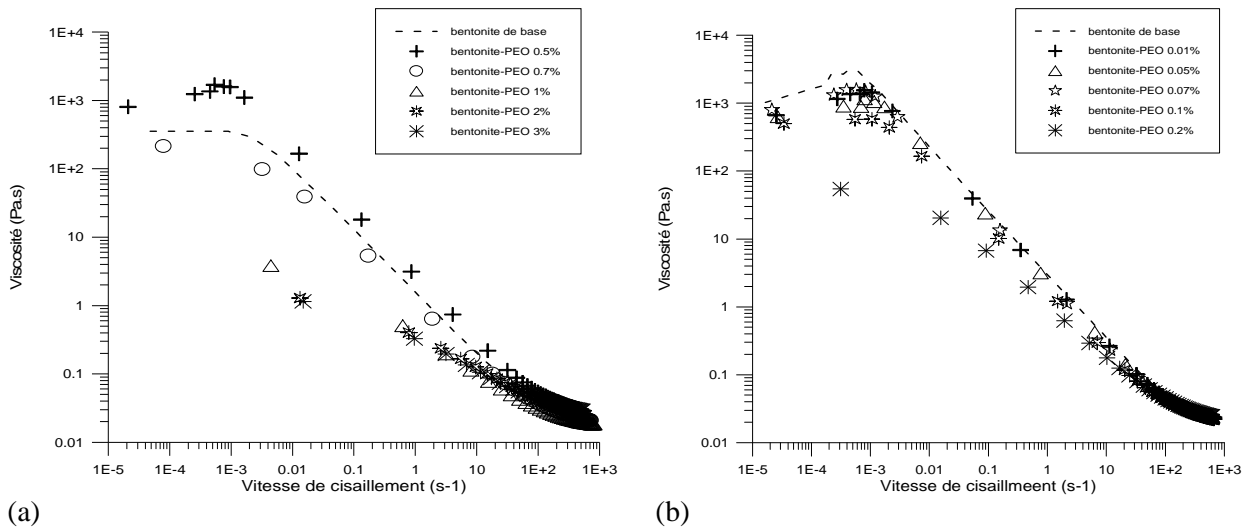 1E+4
1E+3
1E+2
10
1
0.1
0.01
Viscosité (Pa.s)
1E-5 1E-4 1E-3 0.01 0.1 1 10 1E+2 1E+3
Vitesse de cisaillement (s-1)
bentonite de base
bentonite-PEO 0.5%
bentonite-PEO 0.7%
bentonite-PEO 1%
bentonite-PEO 2%
bentonite-PEO 3%
(a)
1E+4
1E+3
1E+2
10
1
0.1
0.01
Viscosité (Pa.s)
1E-5 1E-4 1E-3 0.01 0.1 1 10 1E+2 1E+3
Vitesse de cisaillmeent (s-1)
bentonite de base
bentonite-PEO 0.01%
bentonite-PEO 0.05%
bentonite-PEO 0.07%
bentonite-PEO 0.1%
bentonite-PEO 0.2%
(b)